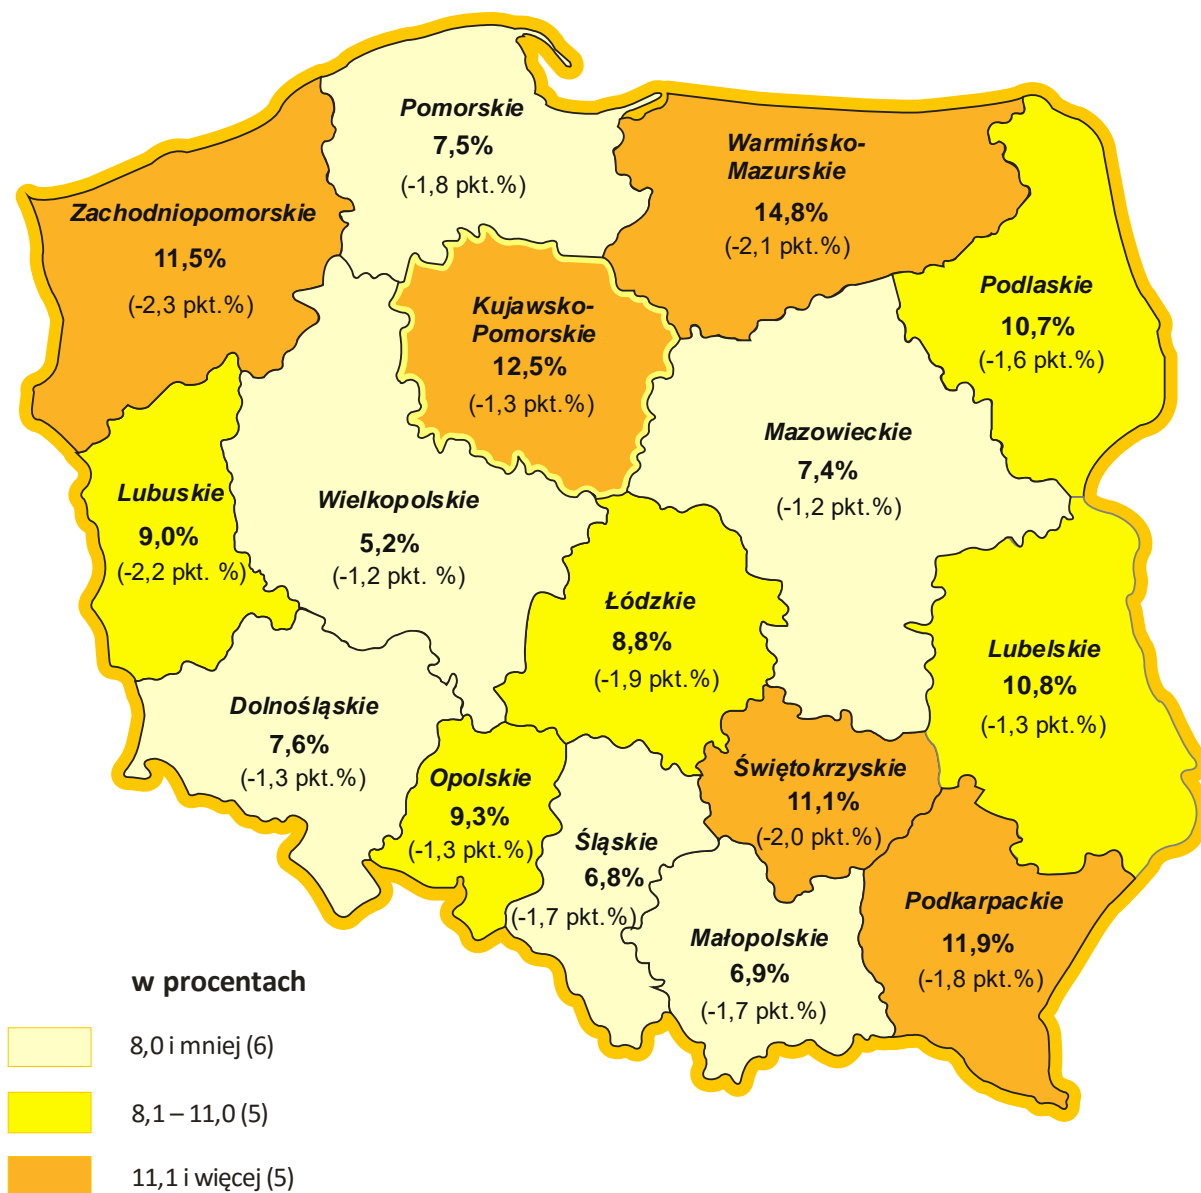 Pomorskie
7,5%
(-1,8 pkt.%)
Warmińsko-
Mazurskie
14,8%
(-2,1 pkt.%)
Zachodniopomorskie
11,5%
(-2,3 pkt.%)
Podlaskie
10,7%
(-1,6 pkt.%)
Kujawsko-
Pomorskie
12,5%
(-1,3 pkt.%)
Mazowieckie
7,4%
(-1,2 pkt.%)
Lubuskie
9,0%
(-2,2 pkt. %)
Wielkopolskie
5,2%
(-1,2 pkt. %)
Łódzkie
8,8%
(-1,9 pkt.%)
Lubelskie
10,8%
(-1,3 pkt.%)
Dolnośląskie
7,6%
(-1,3 pkt.%)
Opolskie
9,3%
(-1,3 pkt.%)
Świętokrzyskie
11,1%
(-2,0 pkt.%)
Śląskie
6,8%
(-1,7 pkt.%)
Małopolskie
6,9%
(-1,7 pkt.%)
Podkarpackie
11,9%
(-1,8 pkt.%)
w procentach
8,0 i mniej (6)
8,1 – 11,0 (5)
11,1 i więcej (5)